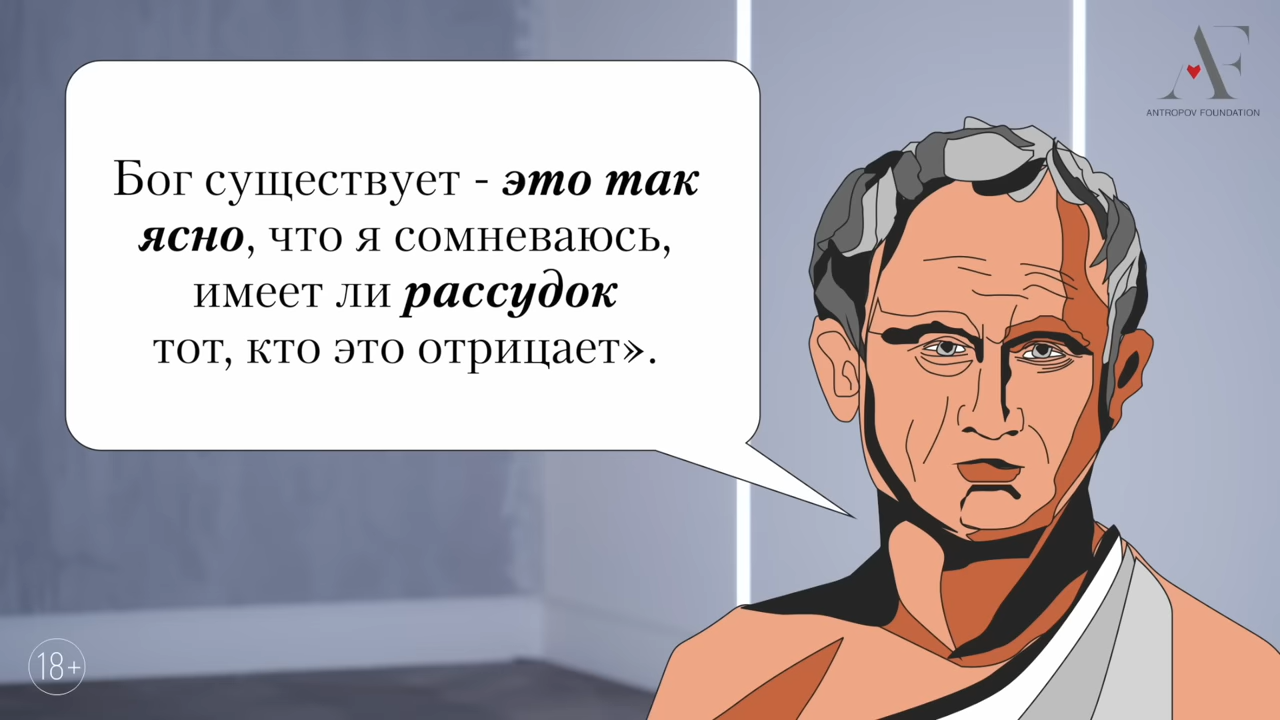 AF
ANTROPOV FOUNDATION
Бог существует - это так
ясно, что я сомневаюсь,
имеет ли рассудок
тот, кто это отрицает».
18+